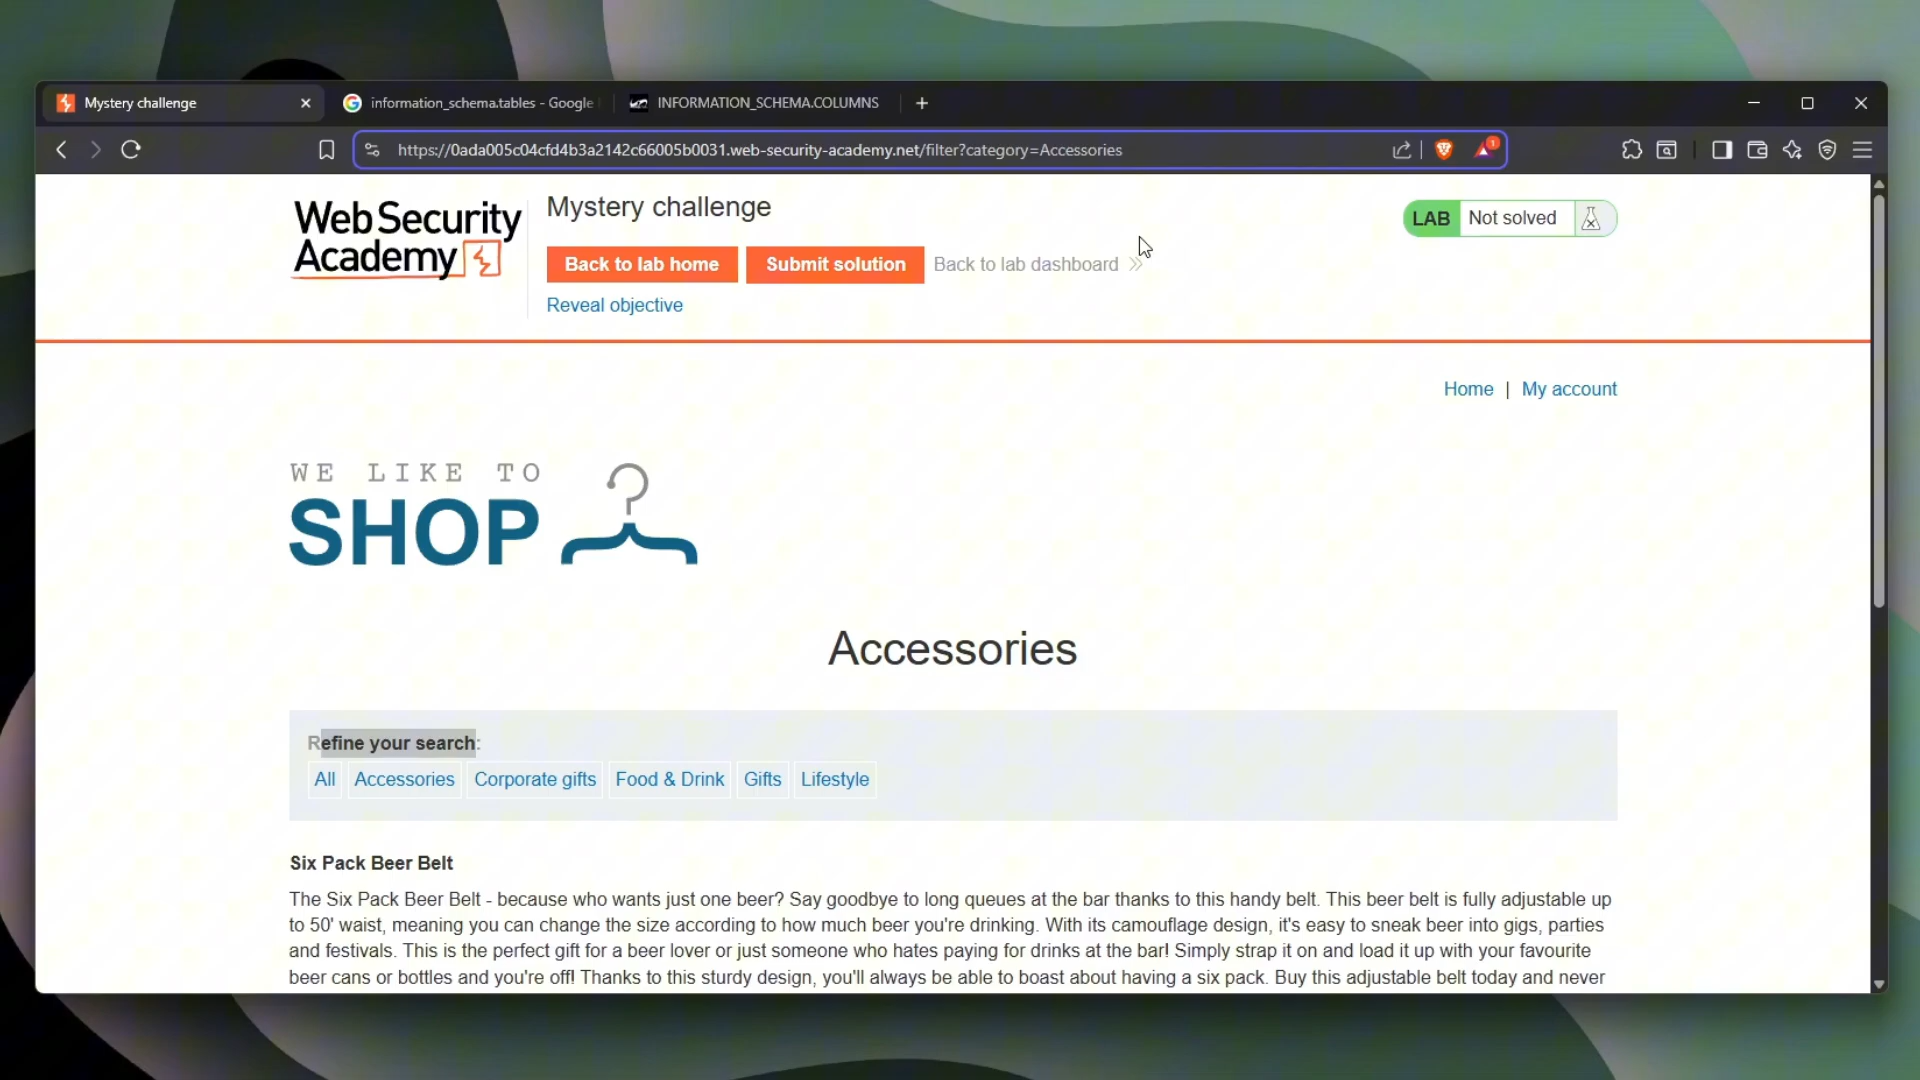 Mystery challenge
information_schema.tables - Google
INFORMATION_SCHEMA.COLUMNS
https://0ada005c04cfd4b3a2142c66005b0031.web-security-academy.net/filter?category=Accessories
1
WebSecurity
Academy
Mystery challenge
LAB Not solved
Back to lab home
Submit solution
Back to lab dashboard
Reveal objective
Home | My account
WE LIKE TO
SHOP
Accessories
Refine your search:
All Accessories Corporate gifts Food & Drink Gifts Lifestyle
Six Pack Beer Belt
The Six Pack Beer Belt - because who wants just one beer? Say goodbye to long queues at the bar thanks to this handy belt. This beer belt is fully adjustable up
to 50' waist, meaning you can change the size according to how much beer you're drinking. With its camouflage design, it's easy to sneak beer into gigs, parties
and festivals. This is the perfect gift for a beer lover or just someone who hates paying for drinks at the bar! Simply strap it on and load it up with your favourite
beer cans or bottles and you're off! Thanks to this sturdy design, you'll always be able to boast about having a six pack. Buy this adjustable belt today and never